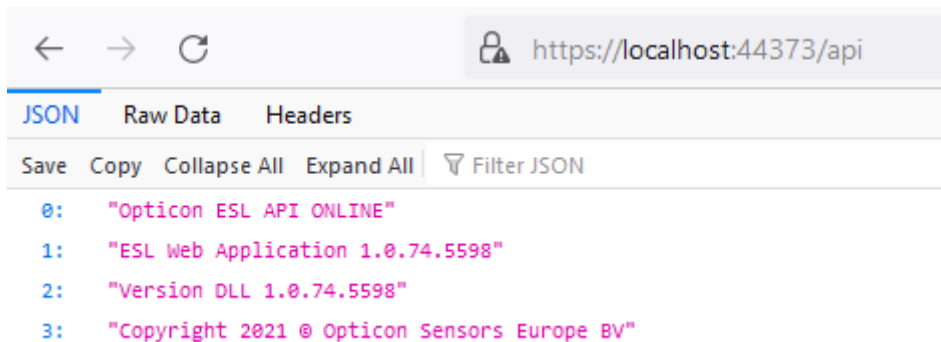 https://localhost:44373/api
JSON Raw Data Headers
Save Copy Collapse All Expand All Filter JSON
0: "Opticon ESL API ONLINE"
1: "ESL Web Application 1.0.74.5598"
2: "Version DLL 1.0.74.5598"
3: "Copyright 2021 © Opticon Sensors Europe BV"